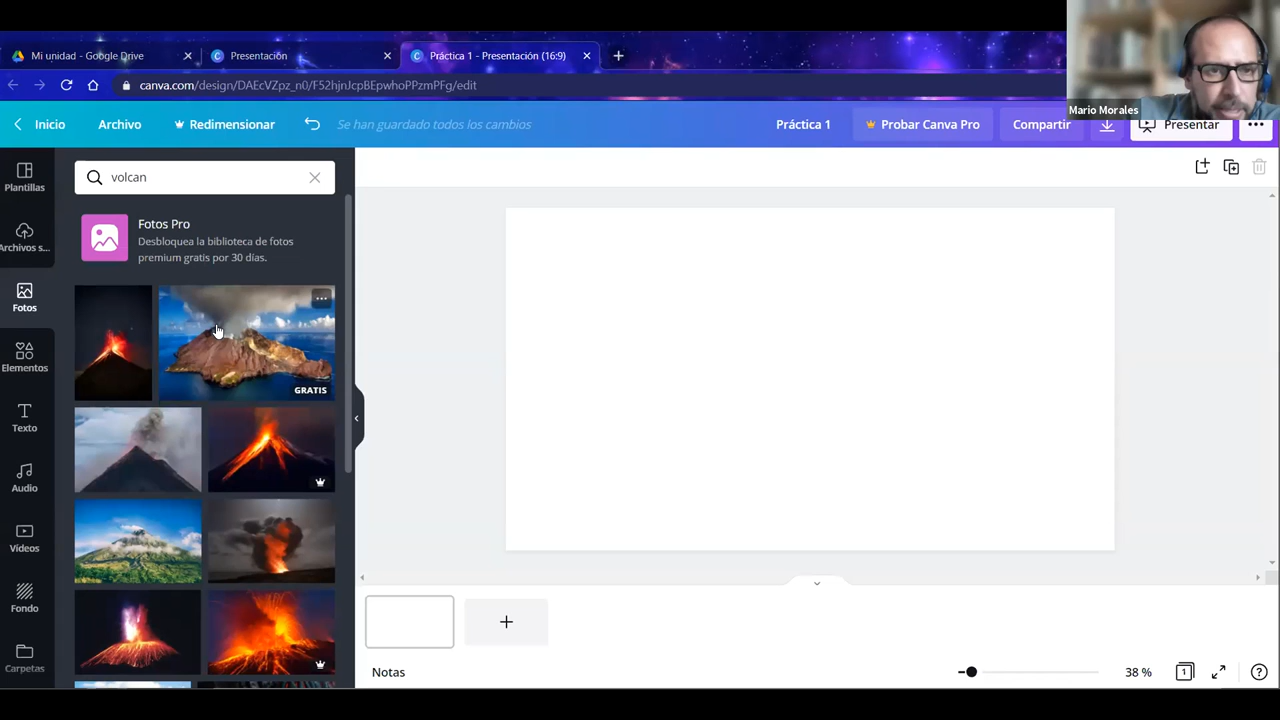 Mi unidad - Google Drive
Presentación
Práctica 1 - Presentación (16:9)
canva.com/design/DAEcVZpz_n0/F52hjnJcpBEpwhoPPzmPFg/edit
Mario Morales
Inicio
Archivo
Redimensionar
Se han guardado todos los cambios
Práctica 1
Probar Canva Pro
Compartir
Presentar
Plantillas
Archivos s...
Fotos
Elementos
Texto
Audio
Vídeos
Fondo
Carpetas
volcan
Fotos Pro
Desbloquea la biblioteca de fotos
premium gratis por 30 días.
GRATIS
Notas
38 %
1